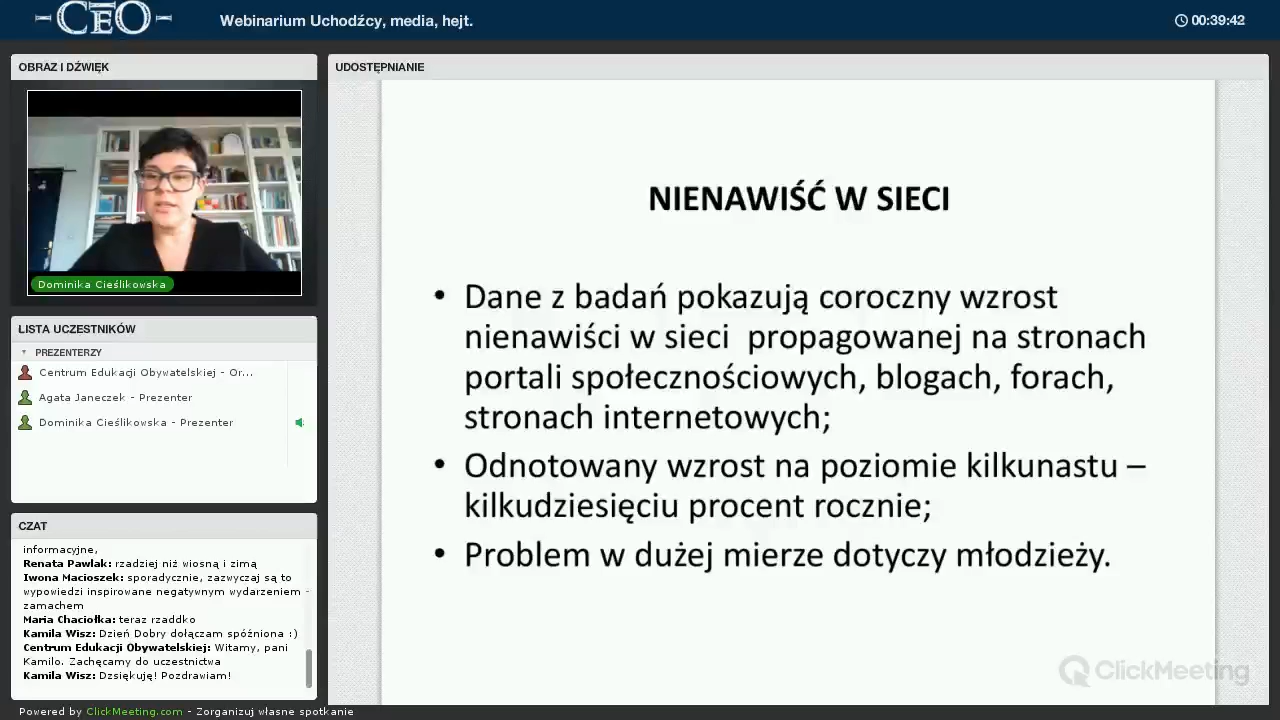 CEO
Webinarium Uchodźcy, media, hejt.
00:39:42
OBRAZ I DŹWIĘK
Dominika Cieślikowska
LISTA UCZESTNIKÓW
PREZENTERZY
Centrum Edukacji Obywatelskiej - Or...
Agata Janeczek - Prezenter
Dominika Cieślikowska - Prezenter
CZAT
informacyjne,
Renata Pawlak: rzadziej niż wiosną i zimą
Iwona Macioszek: sporadycznie, zazwyczaj są to
wypowiedzi inspirowane negatywnym wydarzeniem -
zamachem
Maria Chaciołka: teraz rzaddko
Kamila Wisz: Dzień Dobry dołączam spóźniona :)
Centrum Edukacji Obywatelskiej: Witamy, pani
Kamilo. Zachęcamy do uczestnictwa
Kamila Wisz: Dzsiękuję! Pozdrawiam!
UDOSTĘPNIANIE
NIENAWIŚĆ W SIECI
• Dane z badań pokazują coroczny wzrost
nienawiści w sieci propagowanej na stronach
portali społecznościowych, blogach, forach,
stronach internetowych;
• Odnotowany wzrost na poziomie kilkunastu –
kilkudziesięciu procent rocznie;
• Problem w dużej mierze dotyczy młodzieży.
ClickMeeting
Powered by ClickMeeting.com - Zorganizuj własne spotkanie